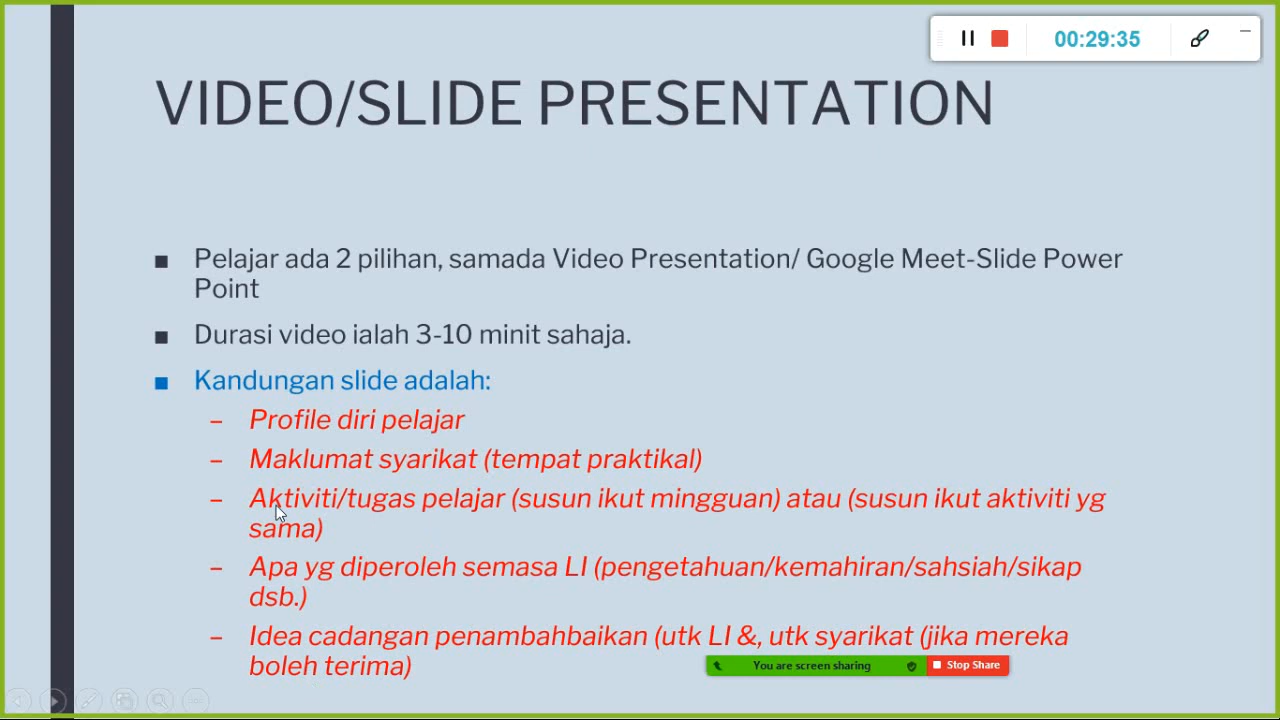 00:29:35
VIDEO/SLIDE PRESENTATION
Pelajar ada 2 pilihan, samada Video Presentation/ Google Meet-Slide Power
Point
Durasi video ialah 3-10 minit sahaja.
Kandungan slide adalah:
– Profile diri pelajar
– Maklumat syarikat (tempat praktikal)
– Aktiviti/tugas pelajar (susun ikut mingguan) atau (susun ikut aktiviti yg
sama)
– Apa yg diperoleh semasa LI (pengetahuan/kemahiran/sahsiah/sikap
dsb.)
– Idea cadangan penambahbaikan (utk LI &, utk syarikat (jika mereka
boleh terima)
You are screen sharing
Stop Share